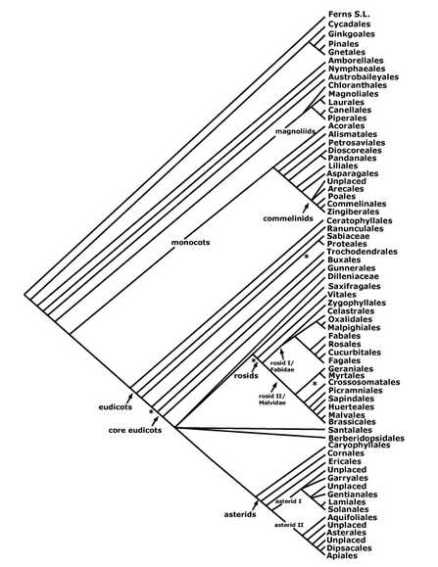 Ferns S.L.
Cycadales
Ginkgoales
Pinales
Gnetales
Amborellales
Nymphaeales
Austrobaileyales
Chloranthales
Magnoliales
Laurales
Canellales
Piperales
magnoliids
Acorales
Alismatales
Petrosaviales
Dioscoreales
Pandanales
Liliales
Asparagales
Unplaced
Arecales
Poales
Commelinales
Zingiberales
commelinids
monocots
Ceratophyllales
Ranunculales
Sabiaceae
Proteales
Trochodendrales
*
Buxales
Gunnerales
Dilleniaceae
Saxifragales
Vitales
Zygophyllales
Celastrales
Oxalidales
Malpighiales
Fabales
Rosales
Cucurbitales
Fagales
*
rosid I/
Fabidae
rosids
Geraniales
Myrtales
*
Crossosomatales
Picramniales
Sapindales
Huerteales
Malvales
Brassicales
rosid II/
Malvidae
eudicots
*
core eudicots
Santalales
Berberidopsidales
Caryophyllales
Cornales
Ericales
Unplaced
Garryales
Unplaced
Gentianales
Lamiales
Solanales
asterid I
asterids
Aquifoliales
Unplaced
Asterales
Unplaced
Dipsacales
Apiales
asterid II